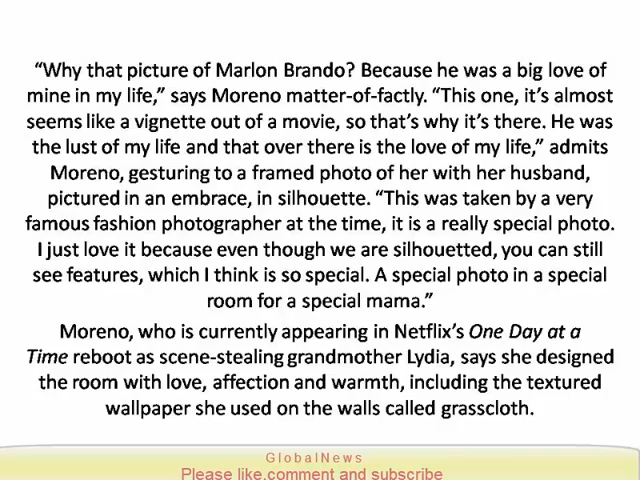 “Why that picture of Marlon Brando? Because he was a big love of
mine in my life,” says Moreno matter-of-factly. “This one, it’s almost
seems like a vignette out of a movie, so that’s why it’s there. He was
the lust of my life and that over there is the love of my life,” admits
Moreno, gesturing to a framed photo of her with her husband,
pictured in an embrace, in silhouette. “This was taken by a very
famous fashion photographer at the time, it is a really special photo.
I just love it because even though we are silhouetted, you can still
see features, which I think is so special. A special photo in a special
room for a special mama.”
Moreno, who is currently appearing in Netflix’s One Day at a
Time reboot as scene-stealing grandmother Lydia, says she designed
the room with love, affection and warmth, including the textured
wallpaper she used on the walls called grasscloth.
GlobalNews
Please like,comment and subscribe